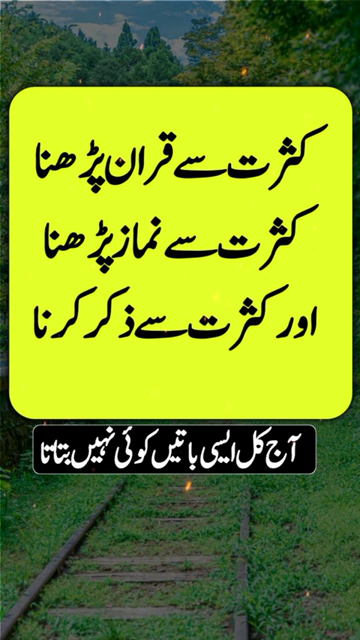 کثرت سے قران پڑھنا
کثرت سے نماز پڑھنا
اور کثرت سے ذکر کرنا
آج کل ایسی باتیں کوئی نہیں بتاتا